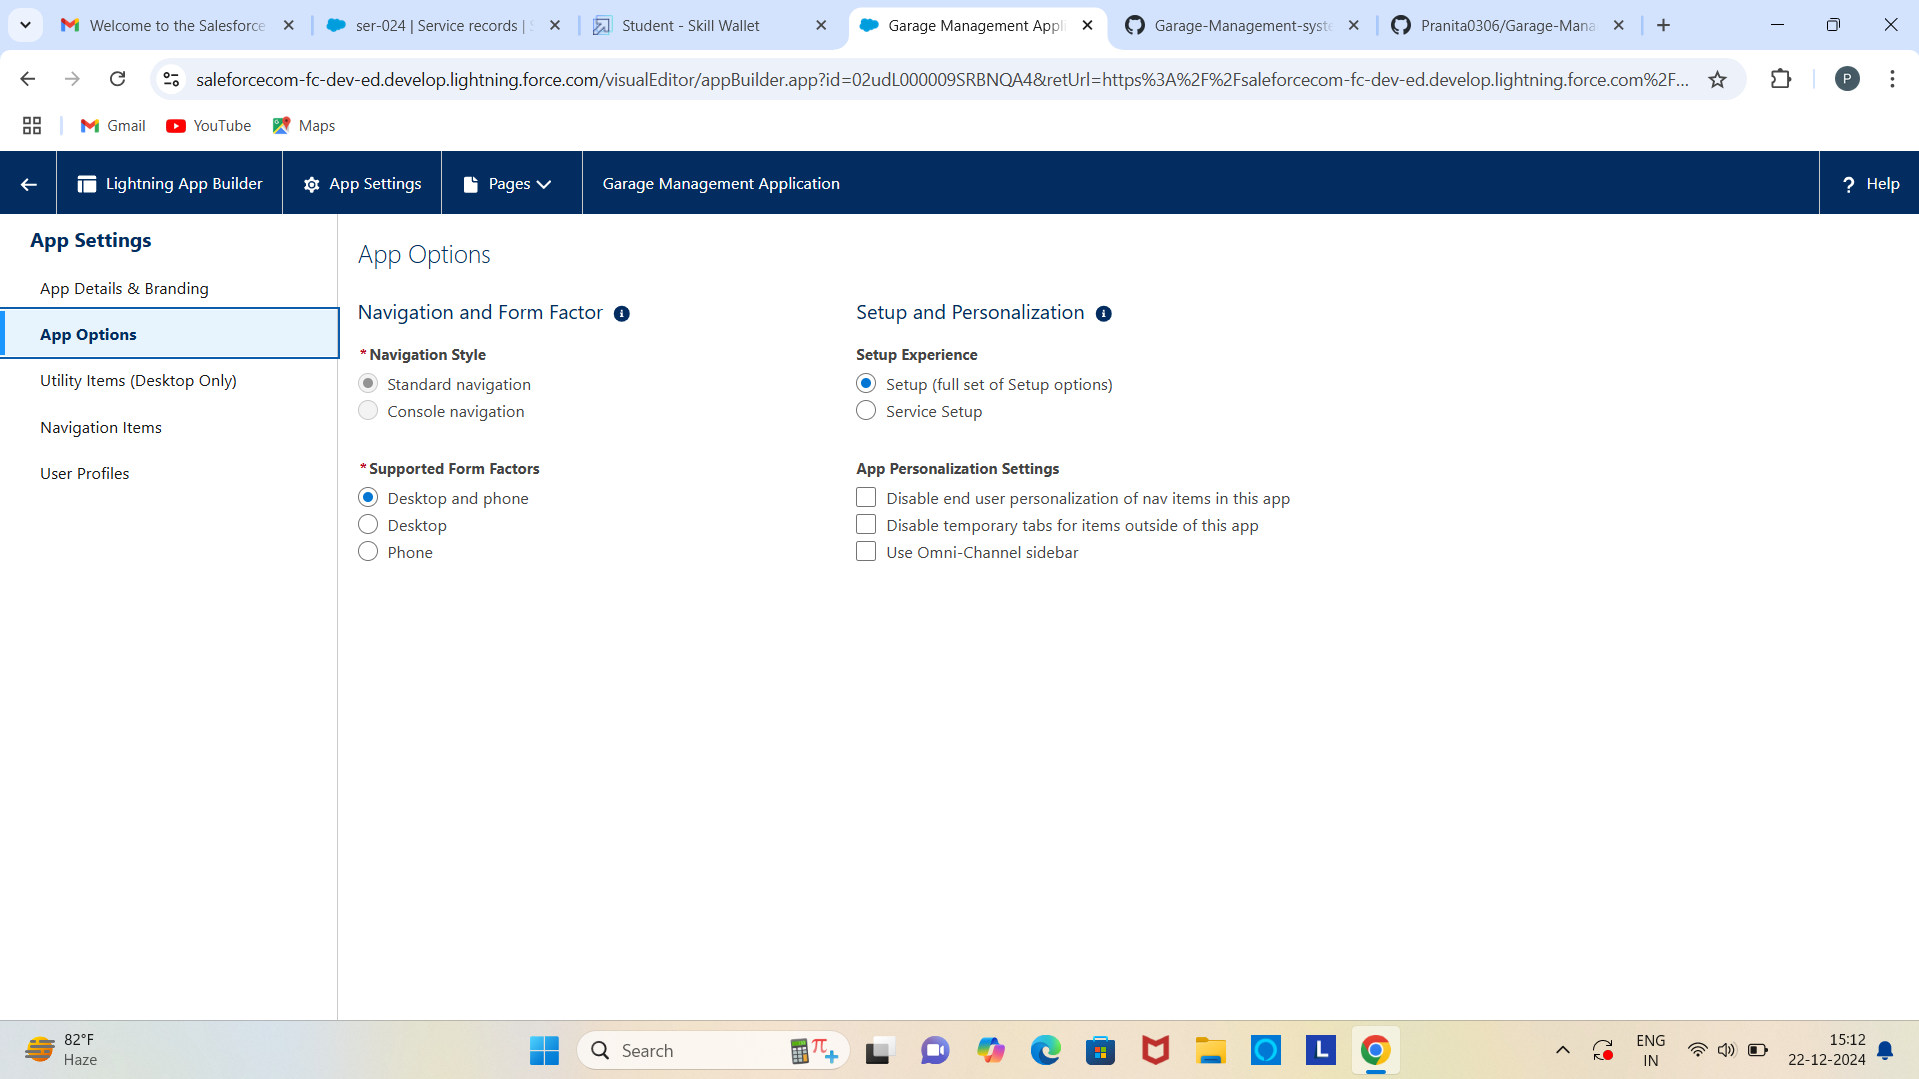 Welcome to the Salesforce
ser-024 | Service records |
Student - Skill Wallet
Garage Management Appli
Garage-Management-syste
Pranita0306/Garage-Mana
saleforcecom-fc-dev-ed.develop.lightning.force.com/visualEditor/appBuilder.app?id=02udL000009SRBNQA4&retUrl=https%3A%2F%2Fsaleforcecom-fc-dev-ed.develop.lightning.force.com%2F...
P
Gmail
YouTube
Maps
Lightning App Builder
App Settings
Pages
Garage Management Application
? Help
App Settings
App Details & Branding
App Options
Utility Items (Desktop Only)
Navigation Items
User Profiles
App Options
Navigation and Form Factor
*Navigation Style
Standard navigation
Console navigation
*Supported Form Factors
Desktop and phone
Desktop
Phone
Setup and Personalization
Setup Experience
Setup (full set of Setup options)
Service Setup
App Personalization Settings
Disable end user personalization of nav items in this app
Disable temporary tabs for items outside of this app
Use Omni-Channel sidebar
82°F
Haze
Search
L
ENG
IN
15:12
22-12-2024